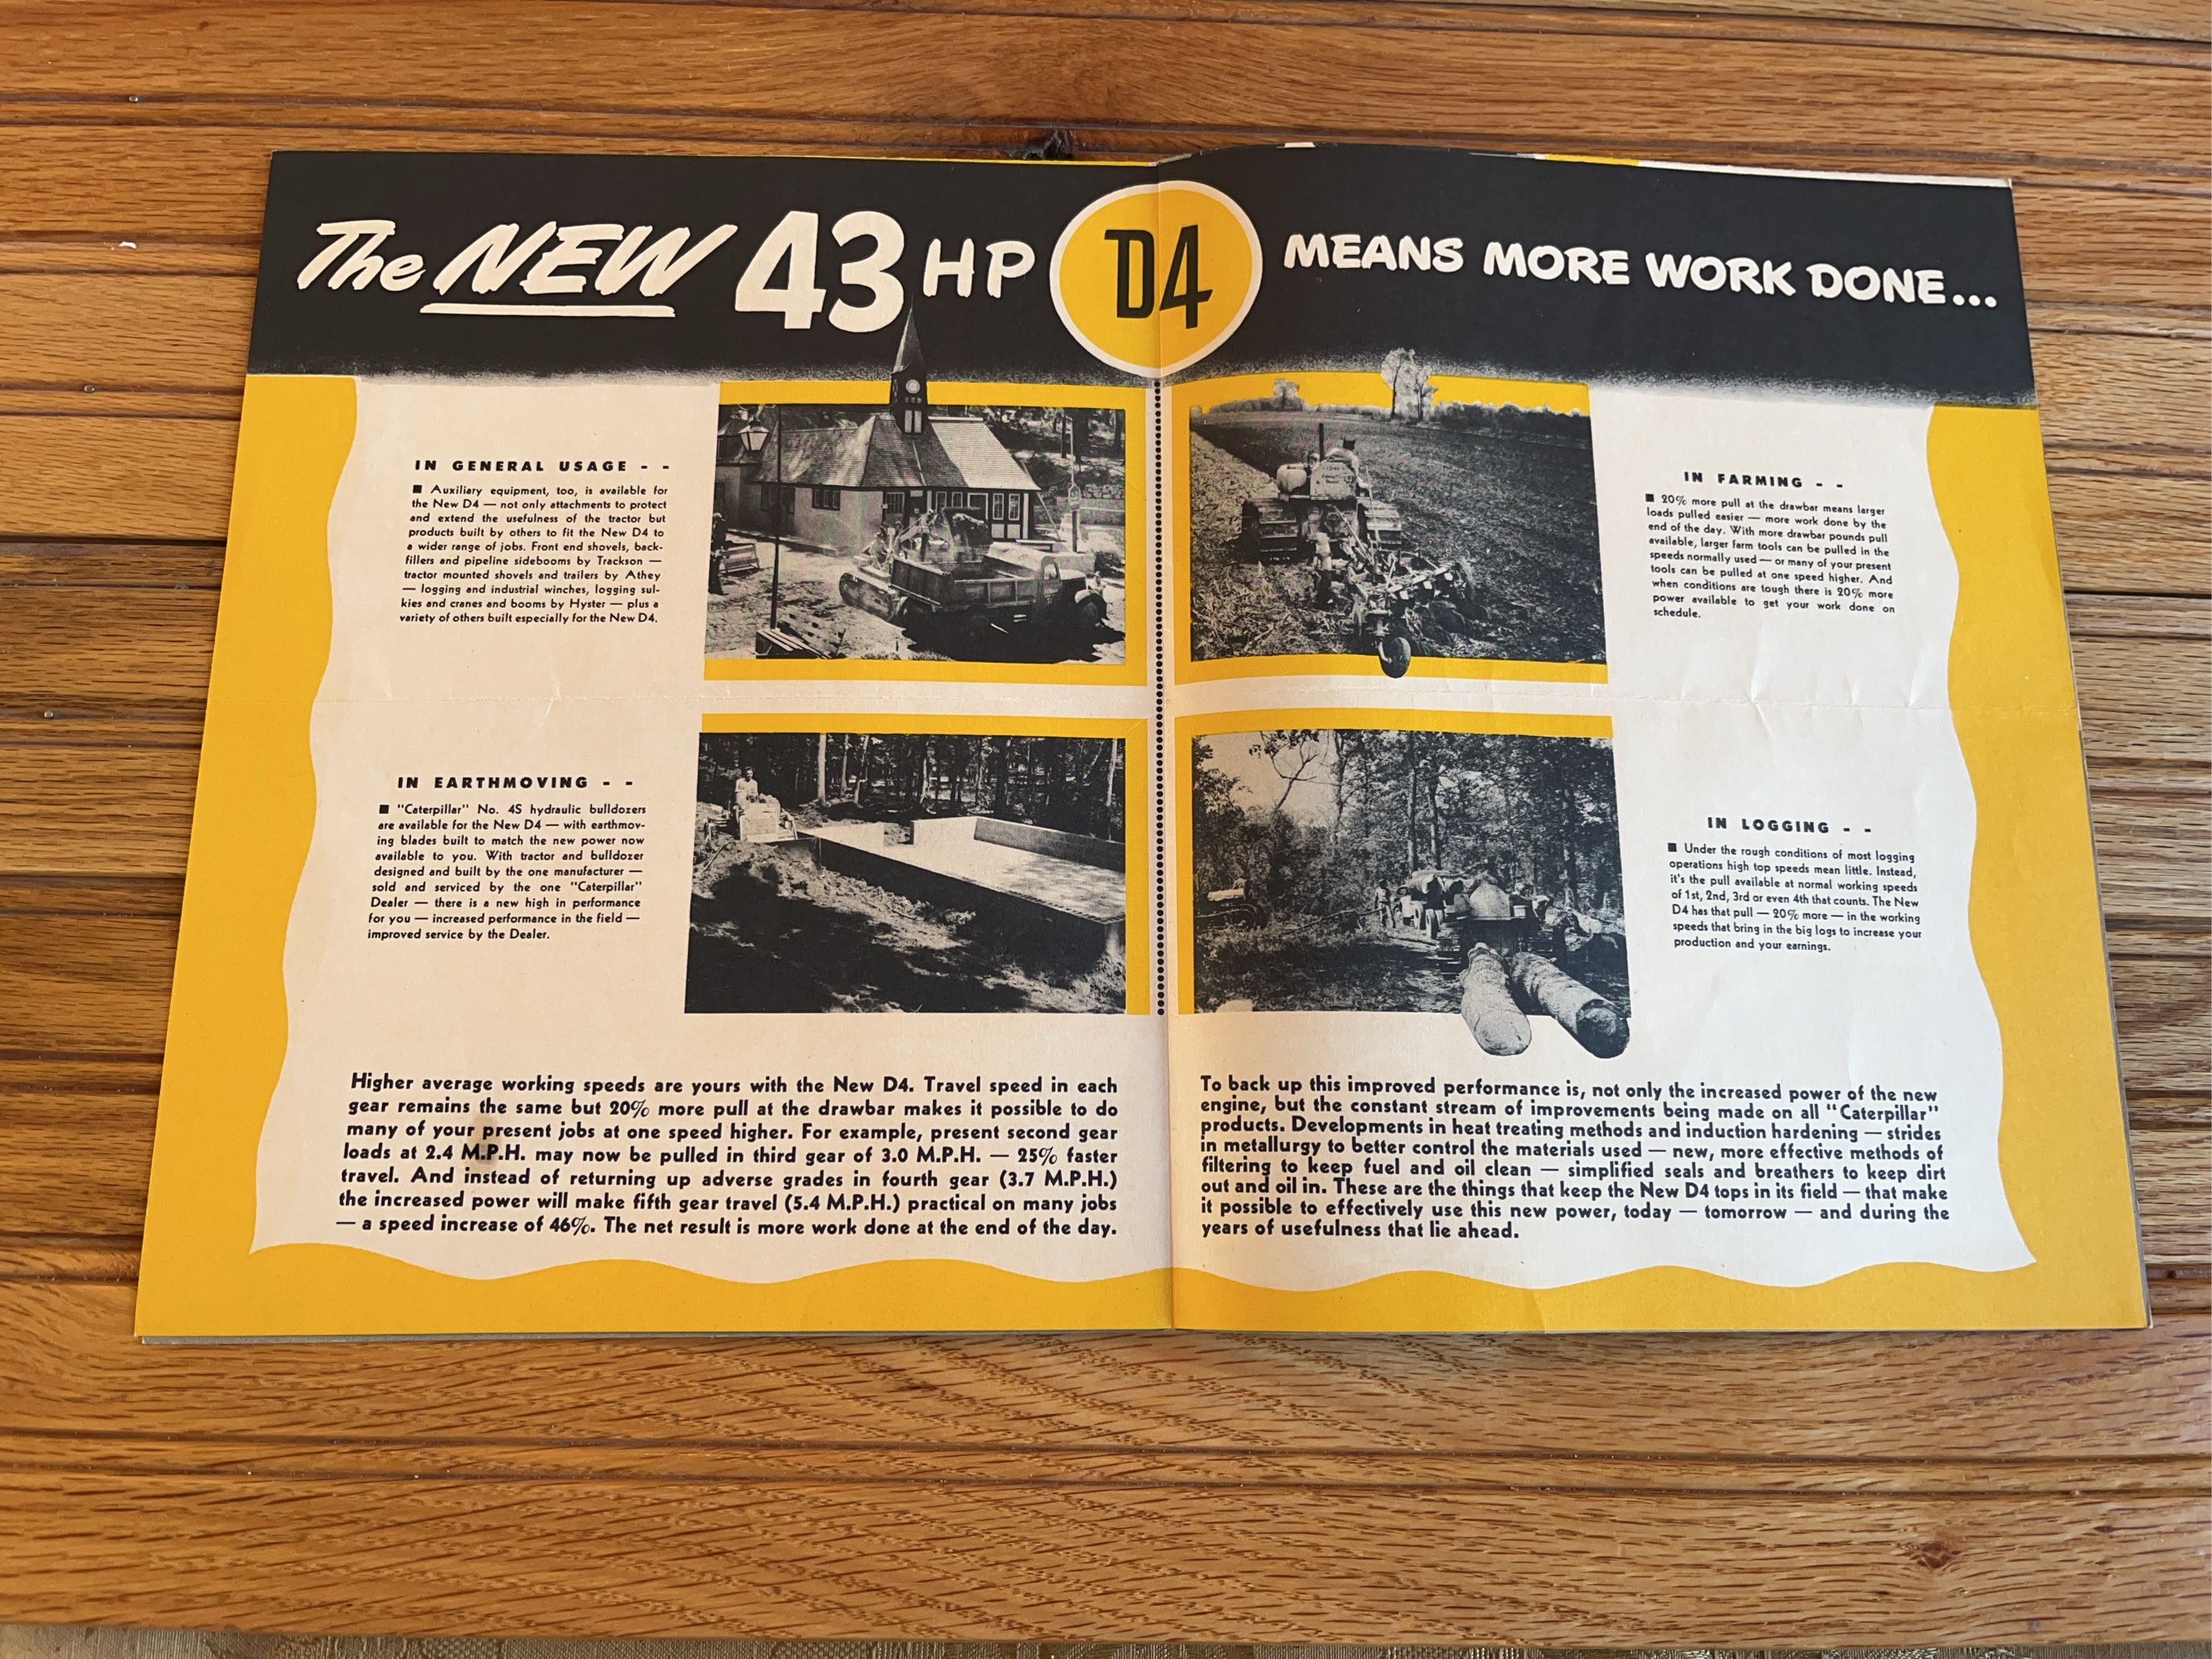 The NEW 43 HP D4 MEANS MORE WORK DONE...
IN GENERAL USAGE - -
■ Auxiliary equipment, too, is available for
the New D4 — not only attachments to protect
and extend the usefulness of the tractor but
products built by others to fit the New D4 to
a wider range of jobs. Front end shovels, back-
fillers and pipeline sidebooms by Trackson —
tractor mounted shovels and trailers by Athey
— logging and industrial winches, logging sul-
kies and cranes and booms by Hyster — plus a
variety of others built especially for the New D4.
IN EARTHMOVING - -
■ "Caterpillar" No. 4S hydraulic bulldozers
are available for the New D4 — with earthmov-
ing blades built to match the new power now
available to you. With tractor and bulldozer
designed and built by the one manufacturer —
sold and serviced by the one "Caterpillar"
Dealer — there is a new high in performance
for you — increased performance in the field —
improved service by the Dealer.
Higher average working speeds are yours with the New D4. Travel speed in each
gear remains the same but 20% more pull at the drawbar makes it possible to do
many of your present jobs at one speed higher. For example, present second gear
loads at 2.4 M.P.H. may now be pulled in third gear of 3.0 M.P.H. — 25% faster
travel. And instead of returning up adverse grades in fourth gear (3.7 M.P.H.)
the increased power will make fifth gear travel (5.4 M.P.H.) practical on many jobs
— a speed increase of 46%. The net result is more work done at the end of the day.
IN FARMING - -
■ 20% more pull at the drawbar means larger
loads pulled easier — more work done by the
end of the day. With more drawbar pounds pull
available, larger farm tools can be pulled in the
speeds normally used — or many of your present
tools can be pulled at one speed higher. And
when conditions are tough there is 20% more
power available to get your work done on
schedule.
IN LOGGING - -
■ Under the rough conditions of most logging
operations high top speeds mean little. Instead,
it's the pull available at normal working speeds
of 1st, 2nd, 3rd or even 4th that counts. The New
D4 has that pull — 20% more — in the working
speeds that bring in the big logs to increase your
production and your earnings.
To back up this improved performance is, not only the increased power of the new
engine, but the constant stream of improvements being made on all "Caterpillar"
products. Developments in heat treating methods and induction hardening — strides
in metallurgy to better control the materials used — new, more effective methods of
filtering to keep fuel and oil clean — simplified seals and breathers to keep dirt
out and oil in. These are the things that keep the New D4 tops in its field — that make
it possible to effectively use this new power, today — tomorrow — and during the
years of usefulness that lie ahead.